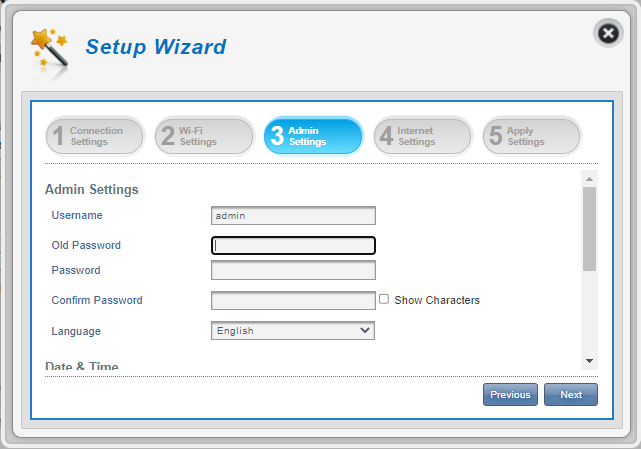 Setup Wizard
1 Connection Settings
2 Wi-Fi Settings
3 Admin Settings
4 Internet Settings
5 Apply Settings
Admin Settings
Username admin
Old Password
Password
Confirm Password Show Characters
Language English
Date & Time
Previous Next